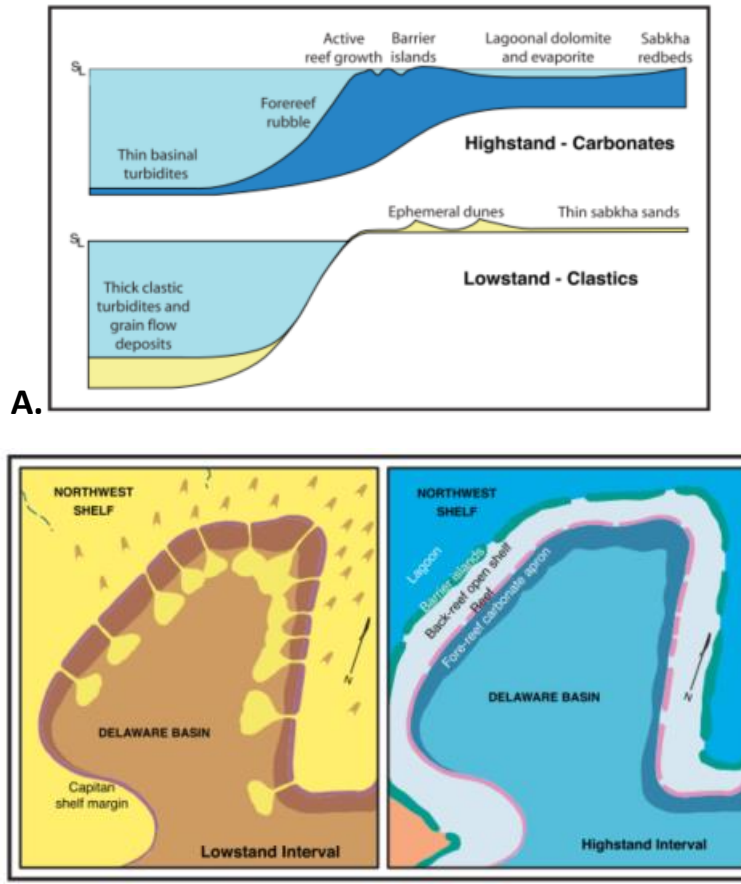 Active
reef growth
Barrier
islands
Lagoonal dolomite
and evaporite
Sabkha
redbeds
SL
Forereef
rubble
Thin basinal
turbidites
Highstand - Carbonates
Ephemeral dunes
Thin sabkha sands
SL
Lowstand - Clastics
Thick clastic
turbidites and
grain flow
deposits
A.
NORTHWEST
SHELF
N
DELAWARE BASIN
Capitan
shelf margin
Lowstand Interval
NORTHWEST
SHELF
Lagoon
Barrier islands
Back-reef open shelf
Reef
Fore-reef carbonate apron
N
DELAWARE BASIN
Highstand Interval